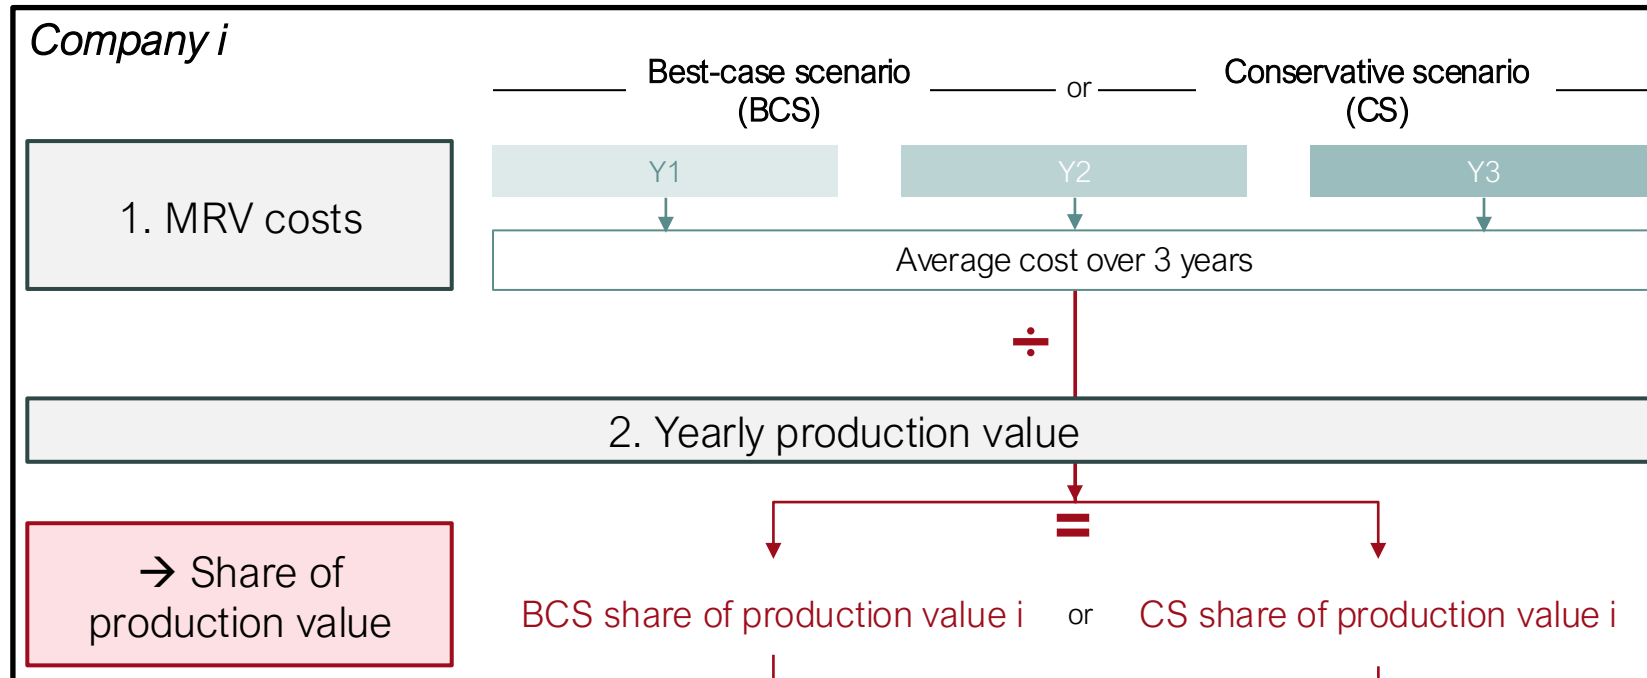 Company i
Best-case scenario
(BCS)
or
Conservative scenario
(CS)
1. MRV costs
Y1
Y2
Y3
Average cost over 3 years
÷
2. Yearly production value
=
→ Share of
production value
BCS share of production value i
or
CS share of production value i